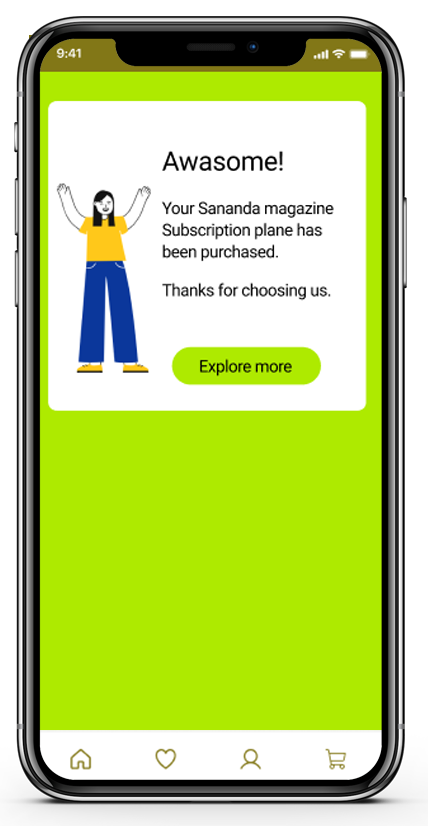 9:41
Awasome!
Your Sananda magazine
Subscription plane has
been purchased.
Thanks for choosing us.
Explore more